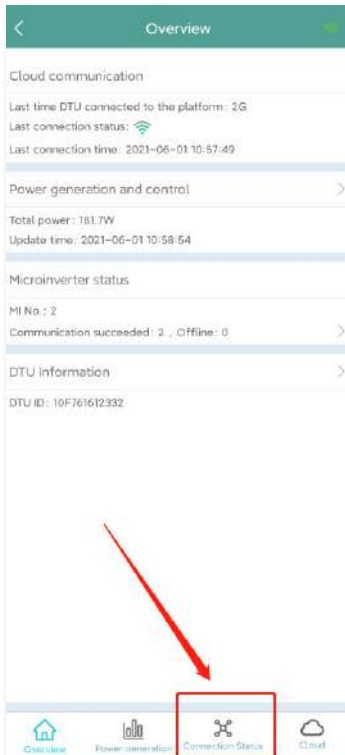 Overview
Cloud communication
Last time DTU connected to the platform: 2G
Last connection status:
Last connection time: 2021-06-01 10:57:49
Power generation and control
Total power: 181.7W
Update time: 2021-06-01 10:58:54
Microinverter status
MI No.: 2
Communication succeeded: 2 , Offline: 0
DTU Information
DTU ID: 10F761612332
Overview
Power generation
Connection Status
Cloud